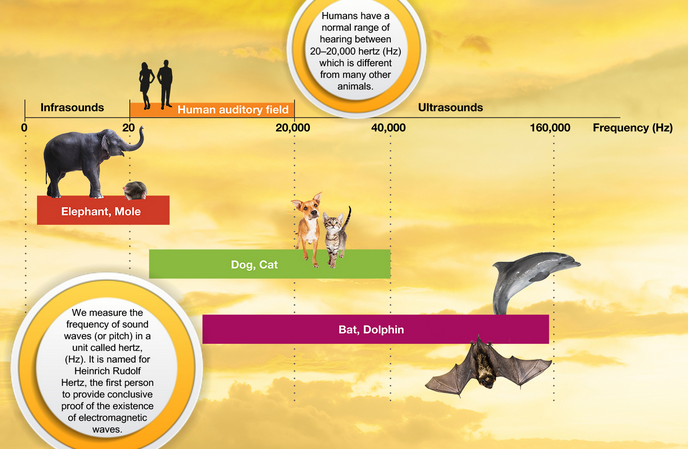 Humans have a
normal range of
hearing between
20–20,000 hertz (Hz)
which is different
from many other
animals.
Infrasounds
Human auditory field
Ultrasounds
0
20
20,000
40,000
160,000
Frequency (Hz)
Elephant, Mole
Dog, Cat
Bat, Dolphin
We measure the
frequency of sound
waves (or pitch) in a
unit called hertz,
(Hz). It is named for
Heinrich Rudolf
Hertz, the first person
to provide conclusive
proof of the existence
of electromagnetic
waves.